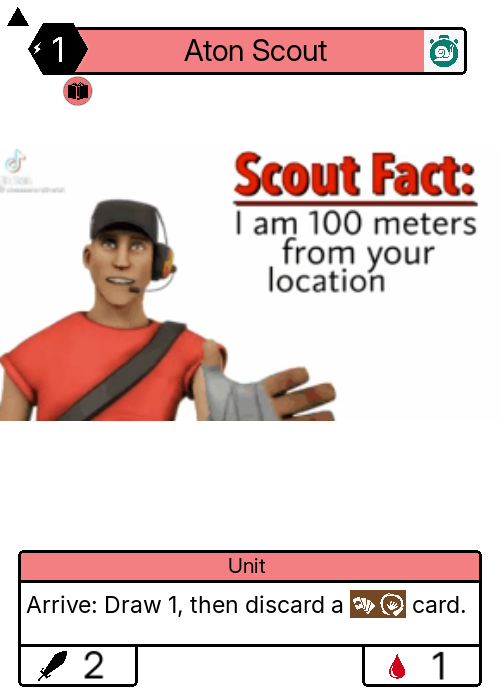 1
Aton Scout
Scout Fact:
I am 100 meters
from your
location
Unit
Arrive: Draw 1, then discard a card.
2
1